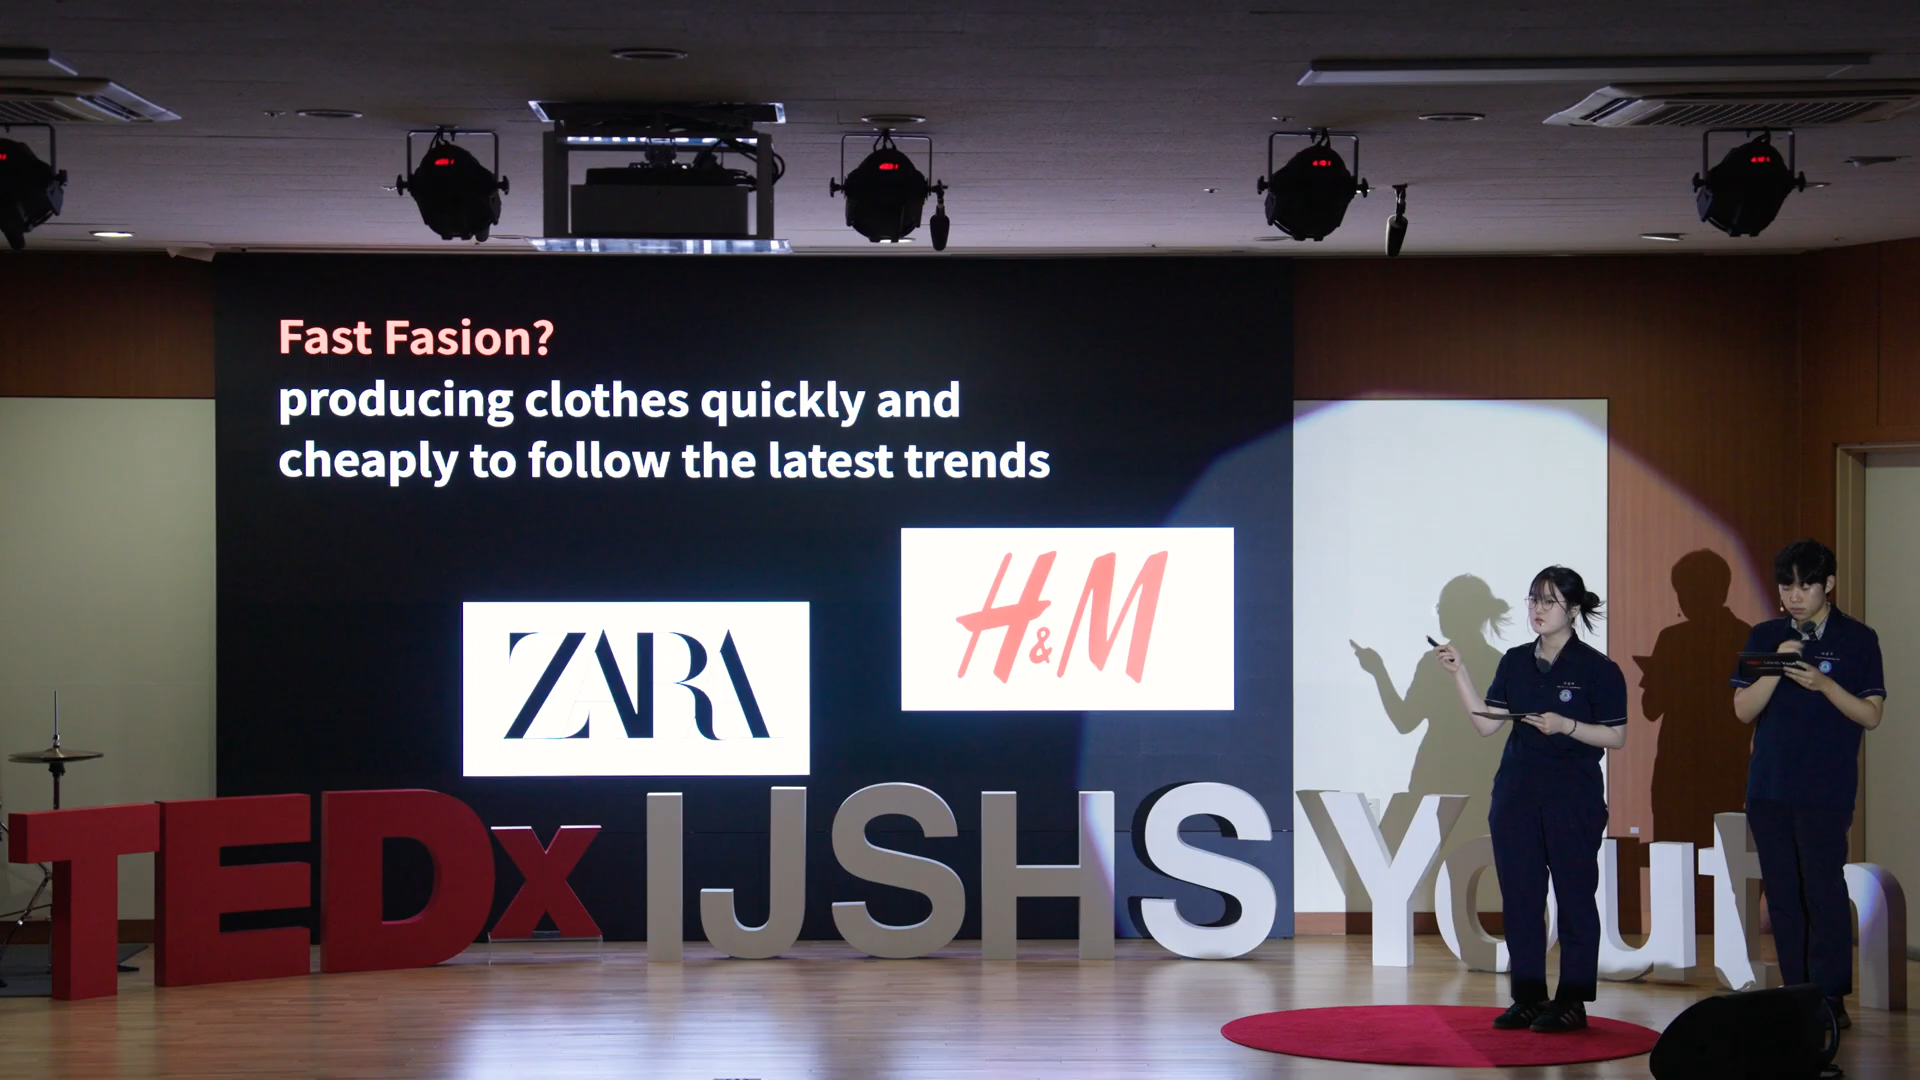 Fast Fasion?
producing clothes quickly and
cheaply to follow the latest trends
ZARA
H&M
TEDx IJSHS Youth